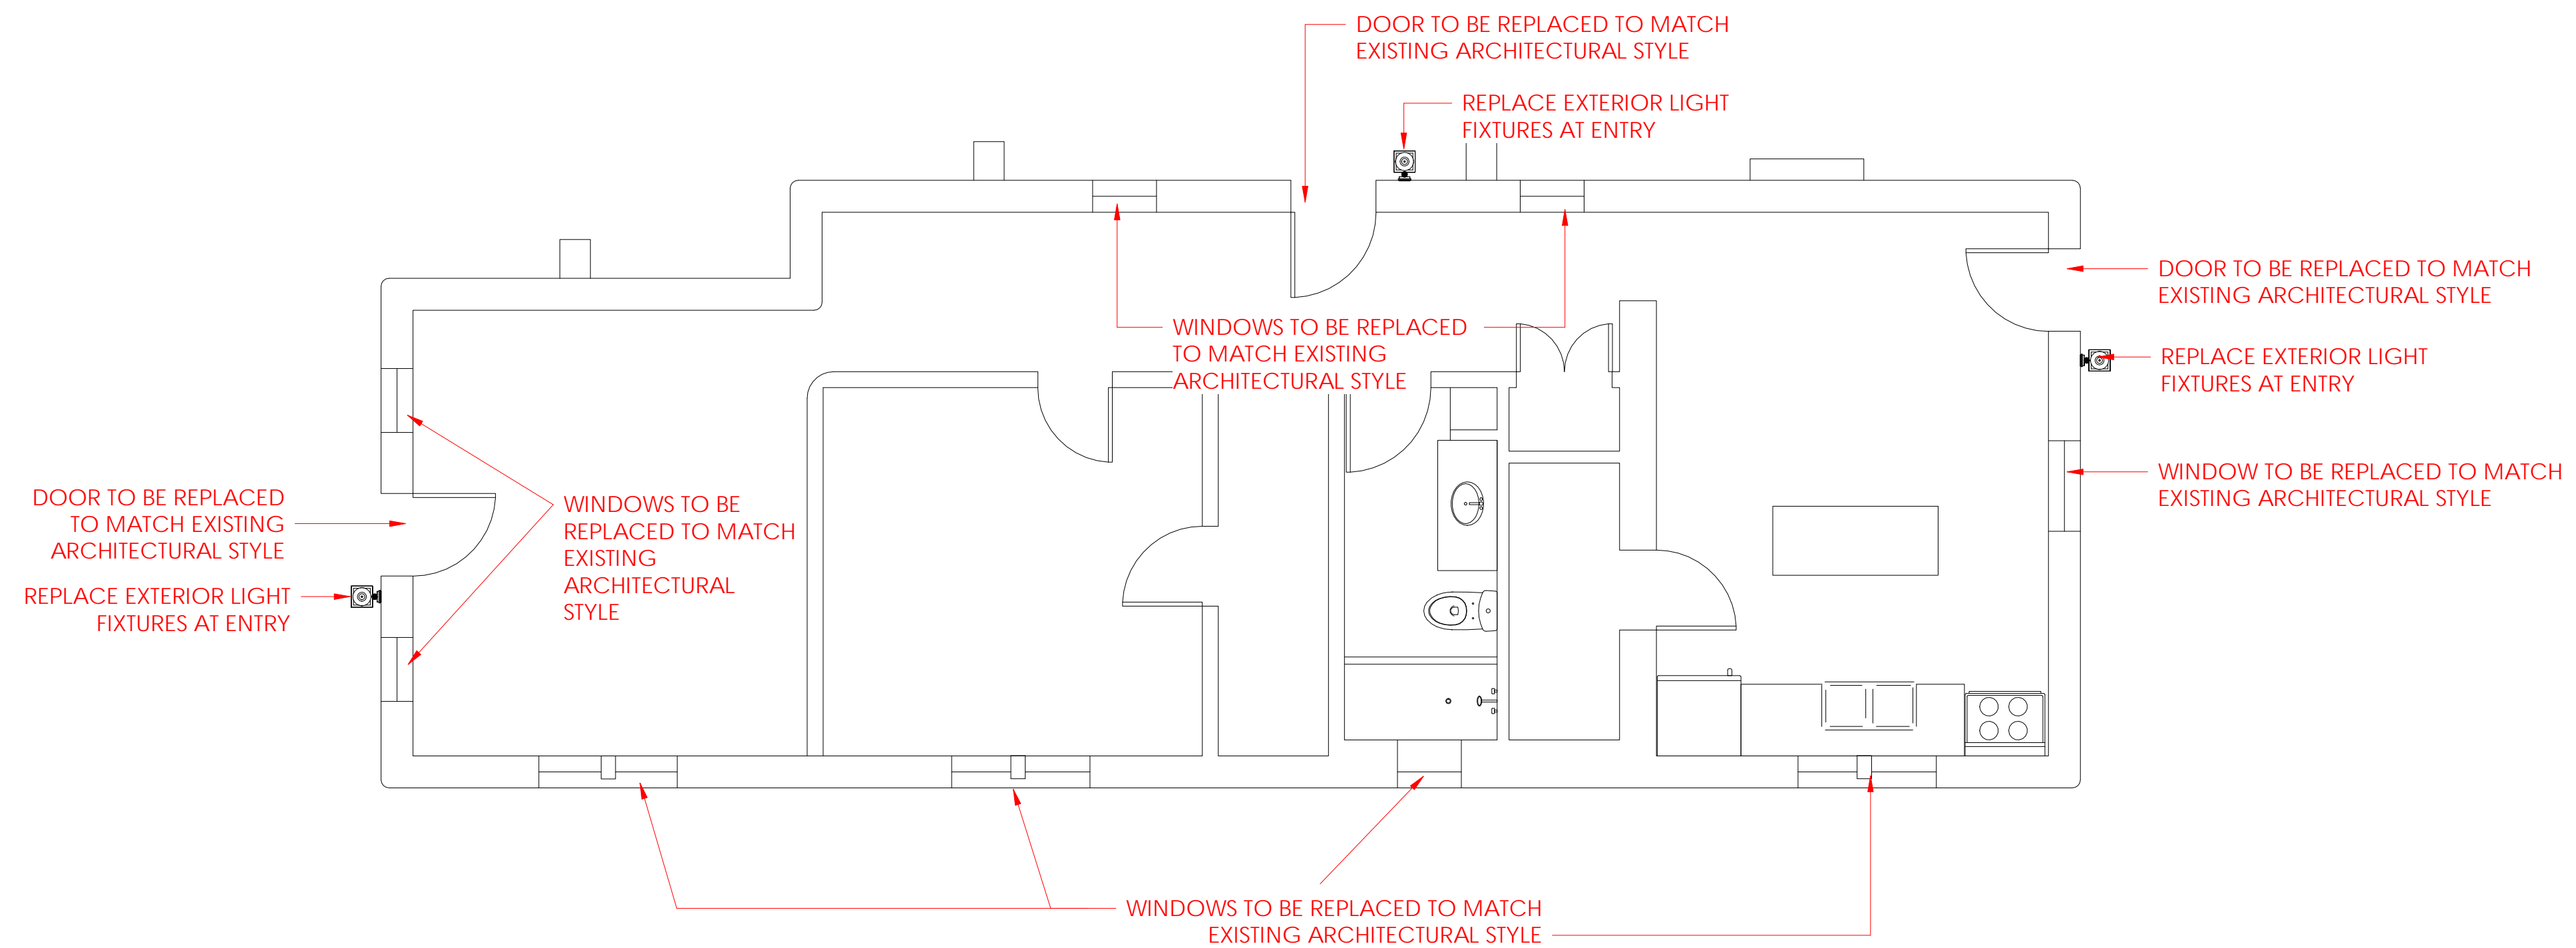 DOOR TO BE REPLACED TO MATCH
EXISTING ARCHITECTURAL STYLE
REPLACE EXTERIOR LIGHT
FIXTURES AT ENTRY
DOOR TO BE REPLACED TO MATCH
EXISTING ARCHITECTURAL STYLE
WINDOWS TO BE REPLACED
TO MATCH EXISTING
ARCHITECTURAL STYLE
REPLACE EXTERIOR LIGHT
FIXTURES AT ENTRY
WINDOW TO BE REPLACED TO MATCH
EXISTING ARCHITECTURAL STYLE
DOOR TO BE REPLACED
TO MATCH EXISTING
ARCHITECTURAL STYLE
WINDOWS TO BE
REPLACED TO MATCH
EXISTING
ARCHITECTURAL
STYLE
REPLACE EXTERIOR LIGHT
FIXTURES AT ENTRY
WINDOWS TO BE REPLACED TO MATCH
EXISTING ARCHITECTURAL STYLE